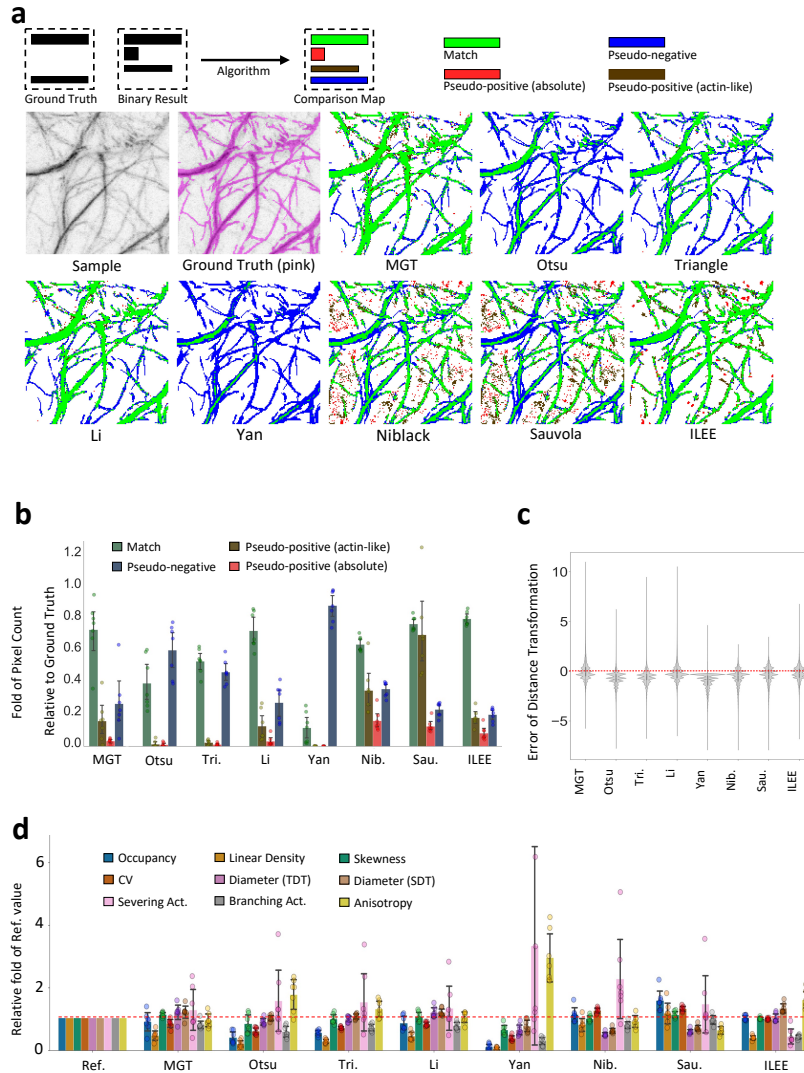 a
Ground Truth
Binary Result
Algorithm
Comparison Map
Match
Pseudo-negative
Pseudo-positive (absolute)
Pseudo-positive (actin-like)
Sample
Ground Truth (pink)
MGT
Otsu
Triangle
Li
Yan
Niblack
Sauvola
ILEE
b
Fold of Pixel Count
Relative to Ground Truth
1.2
1.0
0.8
0.6
0.4
0.2
0.0
Match
Pseudo-positive (actin-like)
Pseudo-negative
Pseudo-positive (absolute)
MGT
Otsu
Tri.
Li
Yan
Nib.
Sau.
ILEE
c
Error of Distance Transformation
10
5
0
−5
MGT
Otsu
Tri.
Li
Yan
Nib.
Sau.
ILEE
d
Relative fold of Ref. value
6
4
2
0
Occupancy
Linear Density
Skewness
CV
Diameter (TDT)
Diameter (SDT)
Severing Act.
Branching Act.
Anisotropy
Ref.
MGT
Otsu
Tri.
Li
Yan
Nib.
Sau.
ILEE